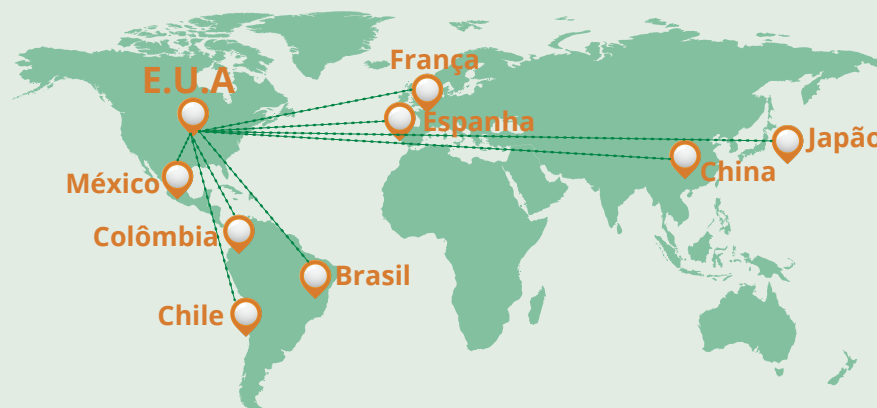 França
E.U.A
Espanha
Japão
China
México
Colômbia
Brasil
Chile